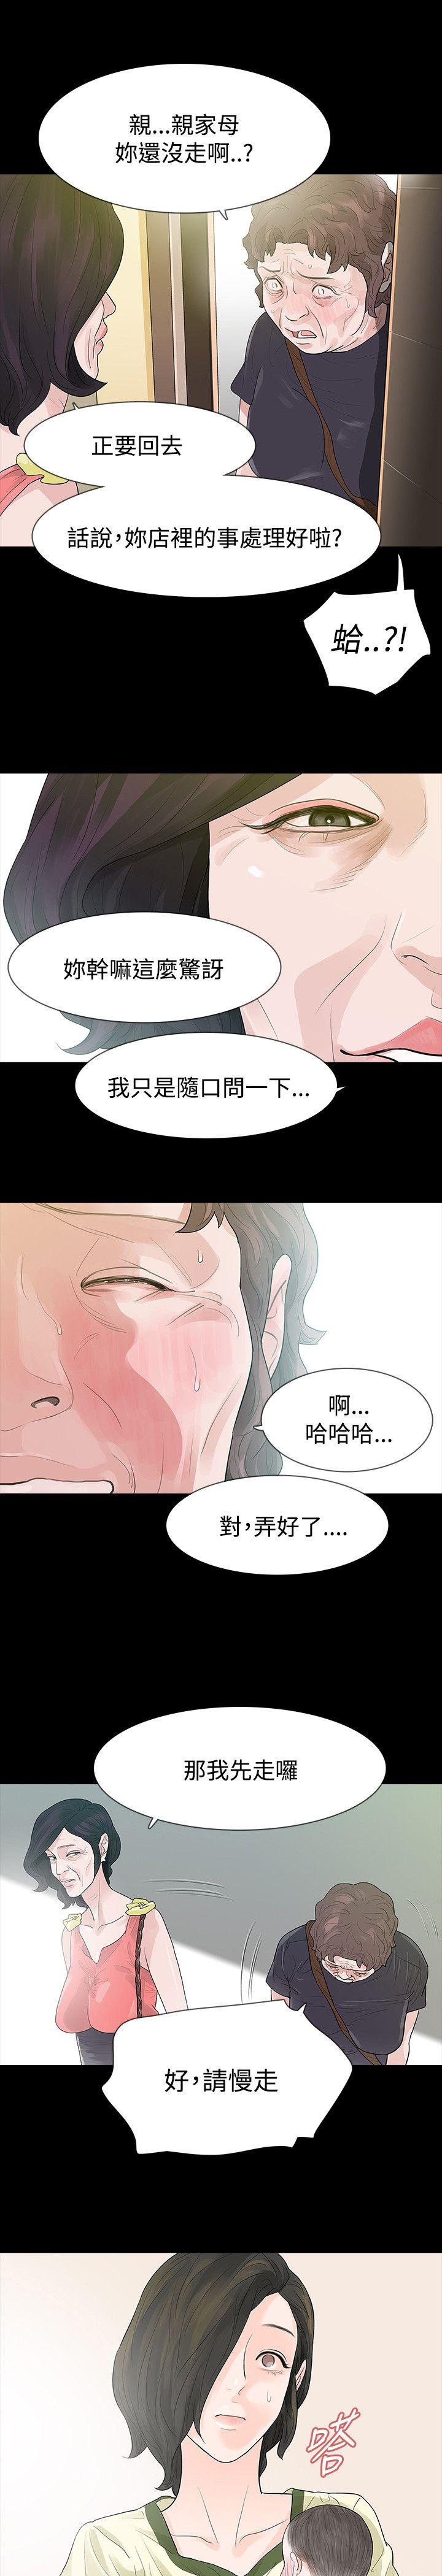 親...親家母
妳還沒走啊..?
正要回去
話說,妳店裡的事處理好啦?
蛤..?!
妳幹嘛這麼驚訝
我只是隨口問一下...
啊...
哈哈哈...
對,弄好了....
那我先走囉
好,請慢走
嗒